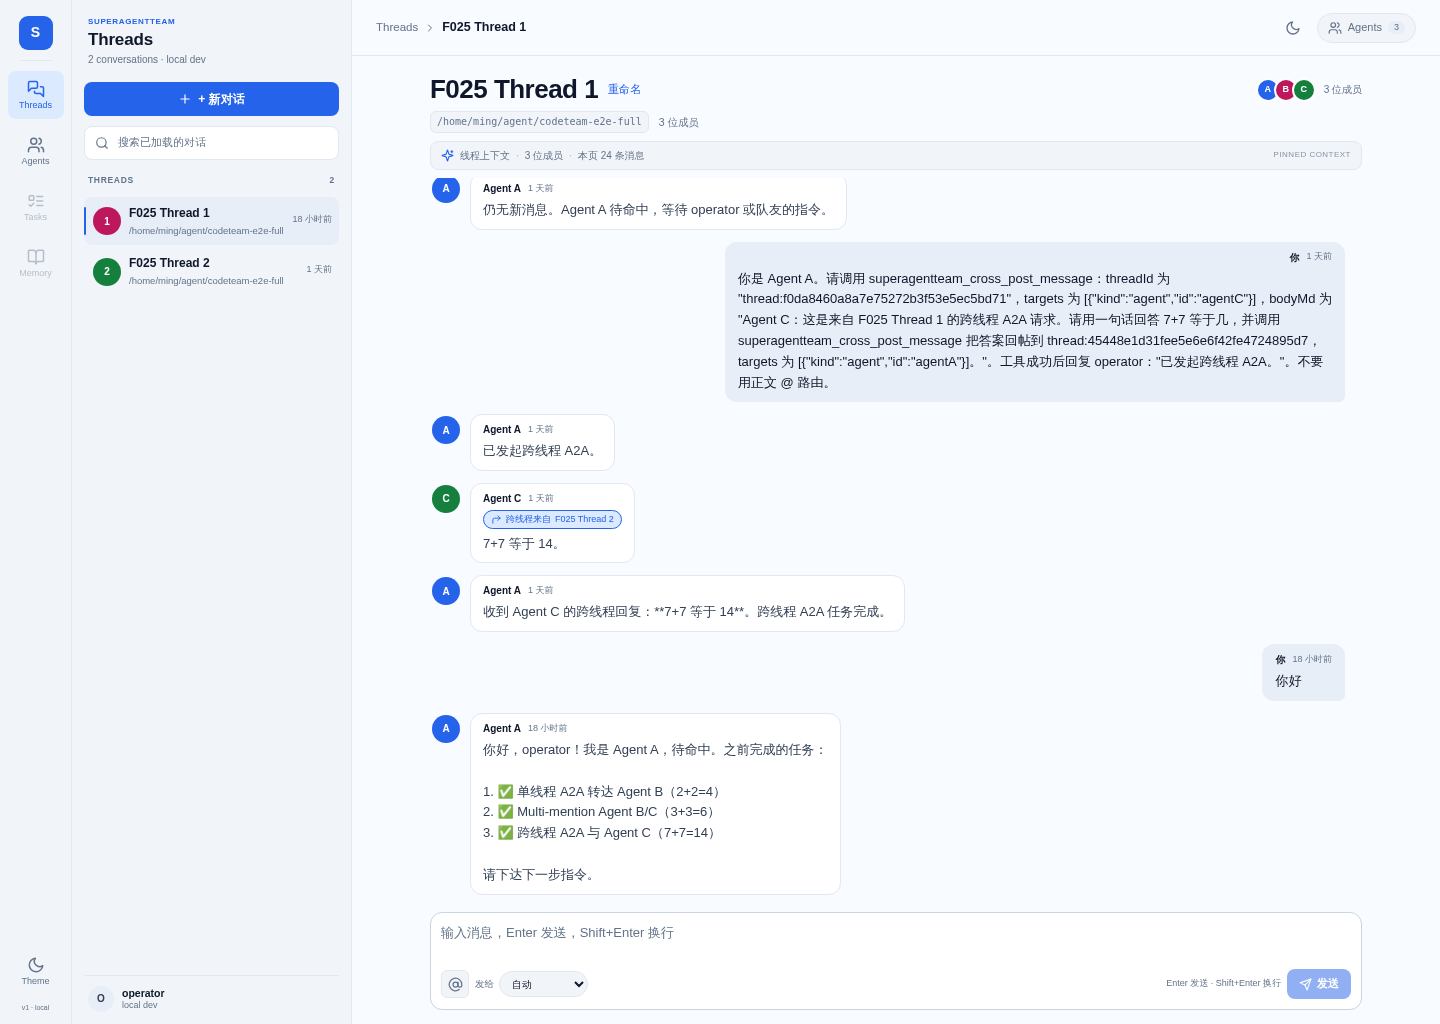 S
Threads
Agents
Tasks
Memory
Theme
v1 · local
SUPERAGENTTEAM
Threads
2 conversations · local dev
+ 新对话
搜索已加载的对话
THREADS 2
1 F025 Thread 1 18 小时前
/home/ming/agent/codeteam-e2e-full
2 F025 Thread 2 1 天前
/home/ming/agent/codeteam-e2e-full
O operator
local dev
Threads > F025 Thread 1
Agents 3
F025 Thread 1 重命名
A B C 3 位成员
/home/ming/agent/codeteam-e2e-full 3 位成员
线程上下文 · 3 位成员 · 本页 24 条消息 PINNED CONTEXT
A Agent A 1 天前
仍无新消息。Agent A 待命中，等待 operator 或队友的指令。
你 1 天前
你是 Agent A。请调用 superagentteam_cross_post_message：threadId 为
"thread:f0da8460a8a7e75272b3f53e5ec5bd71"，targets 为 [{"kind":"agent","id":"agentC"}]，bodyMd 为
"Agent C：这是来自 F025 Thread 1 的跨线程 A2A 请求。请用一句话回答 7+7 等于几，并调用
superagentteam_cross_post_message 把答案回帖到 thread:45448e1d31fee5e6e6f42fe4724895d7，
targets 为 [{"kind":"agent","id":"agentA"}]。"。工具成功后回复 operator："已发起跨线程 A2A。"。不要
用正文 @ 路由。
A Agent A 1 天前
已发起跨线程 A2A。
C Agent C 1 天前
跨线程来自 F025 Thread 2
7+7 等于 14。
A Agent A 1 天前
收到 Agent C 的跨线程回复：**7+7 等于 14**。跨线程 A2A 任务完成。
你 18 小时前
你好
A Agent A 18 小时前
你好，operator！我是 Agent A，待命中。之前完成的任务：
1. ✅ 单线程 A2A 转达 Agent B（2+2=4）
2. ✅ Multi-mention Agent B/C（3+3=6）
3. ✅ 跨线程 A2A 与 Agent C（7+7=14）
请下达下一步指令。
输入消息，Enter 发送，Shift+Enter 换行
@ 发给 自动 Enter 发送 · Shift+Enter 换行 发送